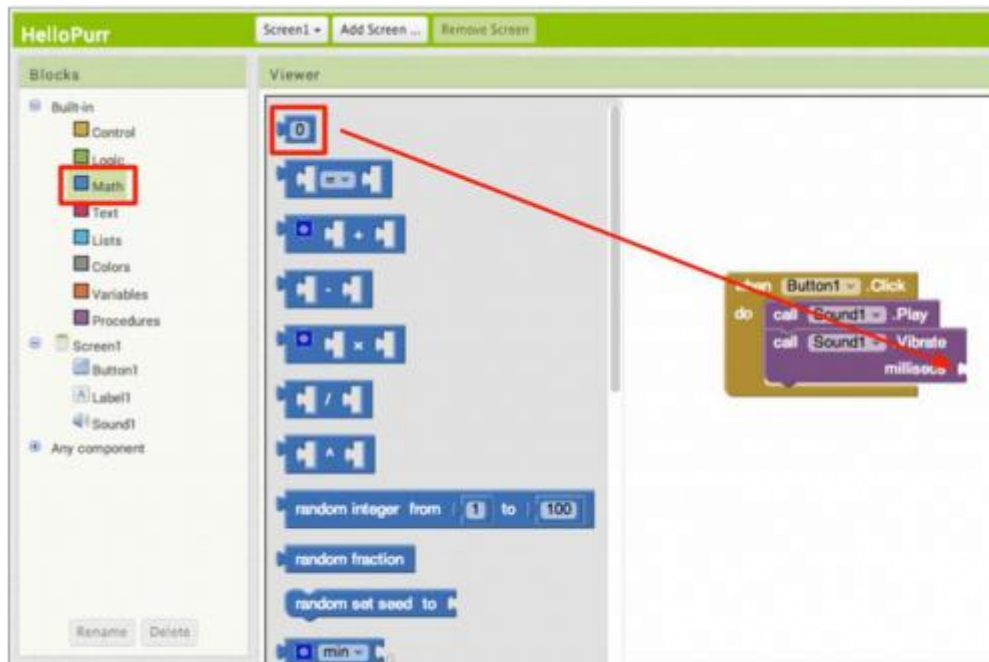 HelloPurr
Screen1 Add Screen ... Remove Screen
Blocks
Built-in
Control
Logic
Math
Text
Lists
Colors
Variables
Procedures
Screen1
Button1
Label1
Sound1
Any component
Rename Delete
Viewer
0
=
+
-
×
/
^
random integer from 1 to 100
random fraction
random set seed to
min
when Button1 .Click
do call Sound1 .Play
call Sound1 .Vibrate
millisecs